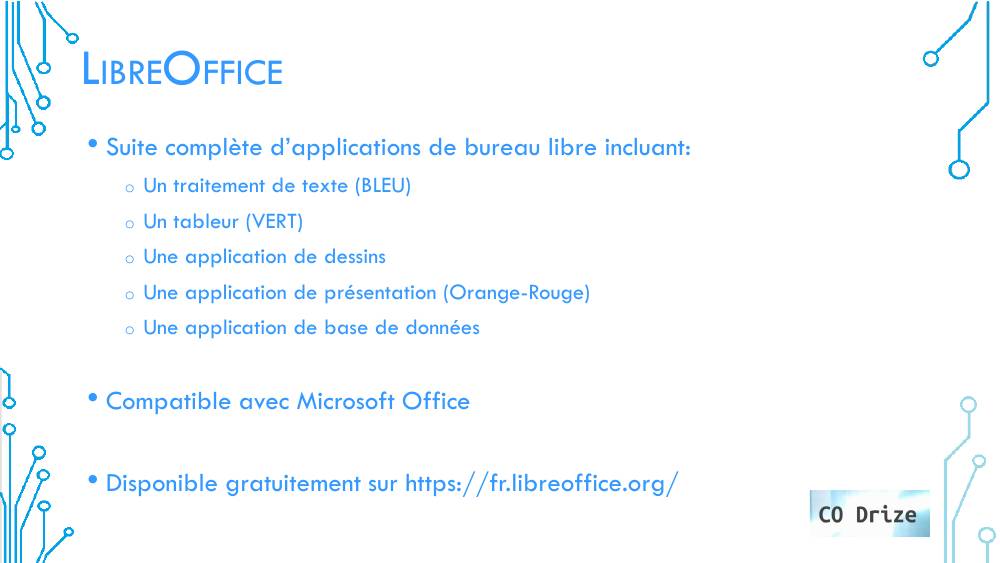 LIBREOFFICE
• Suite complète d’applications de bureau libre incluant:
o Un traitement de texte (BLEU)
o Un tableur (VERT)
o Une application de dessins
o Une application de présentation (Orange-Rouge)
o Une application de base de données
• Compatible avec Microsoft Office
• Disponible gratuitement sur https://fr.libreoffice.org/
CO Drize